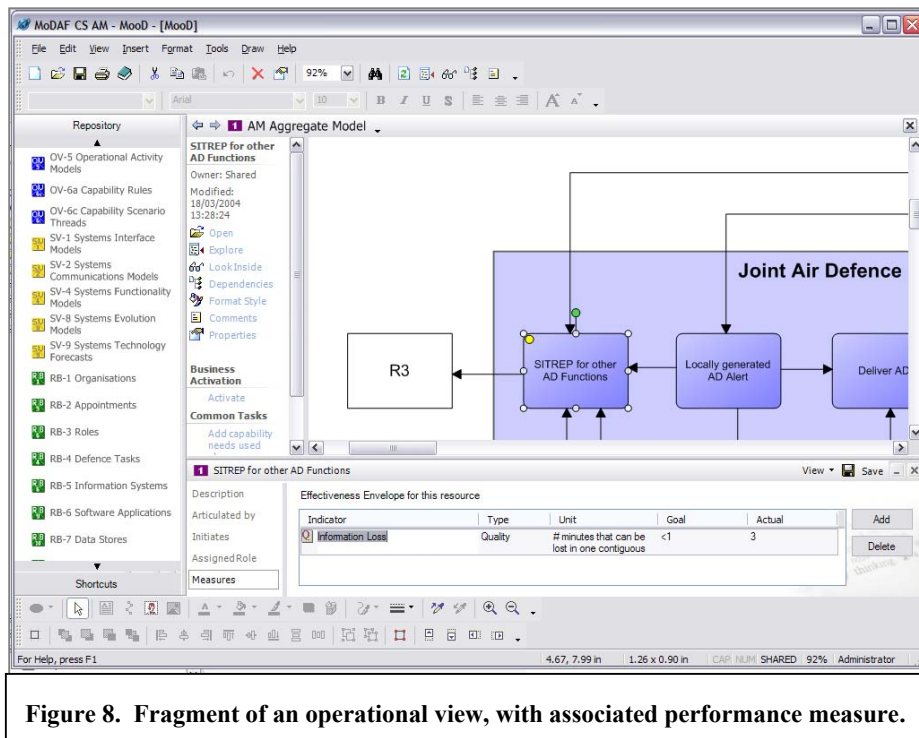 MoDAF CS AM - MooD - [MooD]
File Edit View Insert Format Tools Draw Help
92%
Arial 10 B I U S A A
Repository
OV-5 Operational Activity
Models
OV-6a Capability Rules
OV-6c Capability Scenario
Threads
SV-1 Systems Interface
Models
SV-2 Systems
Communications Models
SV-4 Systems Functionality
Models
SV-8 Systems Evolution
Models
SV-9 Systems Technology
Forecasts
RB-1 Organisations
RB-2 Appointments
RB-3 Roles
RB-4 Defence Tasks
RB-5 Information Systems
RB-6 Software Applications
RB-7 Data Stores
Shortcuts
1 AM Aggregate Model
SITREP for other
AD Functions
Owner: Shared
Modified:
18/03/2004
13:28:24
Open
Explore
LookInside
Dependencies
Format Style
Comments
Properties
Business
Activation
Activate
Common Tasks
Add capability
needs used
Joint Air Defence
R3
SITREP for other
AD Functions
Locally generated
AD Alert
Deliver AD
1 SITREP for other AD Functions
View Save
Description
Articulated by
Initiates
AssignedRole
Measures
Effectiveness Envelope for this resource
Indicator Type Unit Goal Actual
Information Loss Quality # minutes that can be
lost in one contiguous <1 3
Add
Delete
For Help, press F1
4.67, 7.99 in 1.26 x 0.90 in CAP NUM SHARED 92% Administrator
Figure 8. Fragment of an operational view, with associated performance measure.